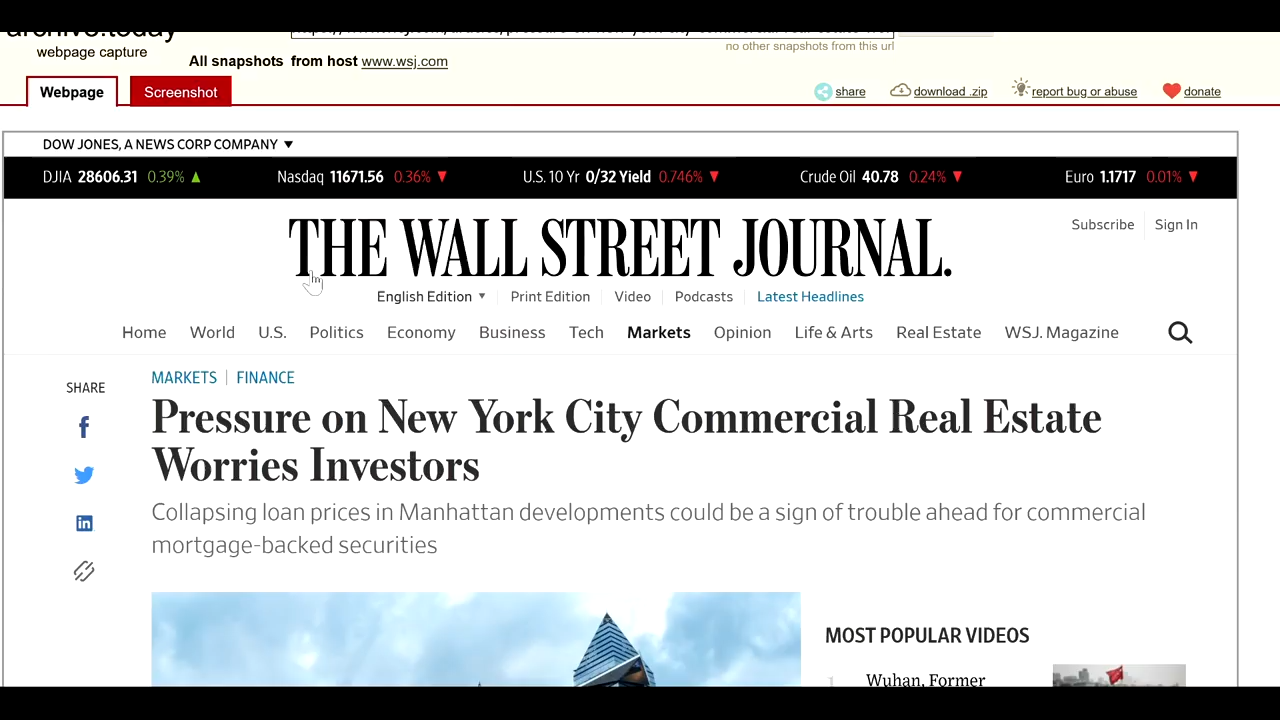 archive.today
webpage capture
no other snapshots from this url
All snapshots from host www.wsj.com
Webpage
Screenshot
share
download .zip
report bug or abuse
donate
DOW JONES, A NEWS CORP COMPANY ▼
DJIA 28606.31 0.39% ▲
Nasdaq 11671.56 0.36% ▼
U.S. 10 Yr 0/32 Yield 0.746% ▼
Crude Oil 40.78 0.24% ▼
Euro 1.1717 0.01% ▼
THE WALL STREET JOURNAL.
Subscribe
Sign In
English Edition ▼ Print Edition Video Podcasts Latest Headlines
Home World U.S. Politics Economy Business Tech Markets Opinion Life & Arts Real Estate WSJ. Magazine
SHARE
MARKETS | FINANCE
Pressure on New York City Commercial Real Estate
Worries Investors
Collapsing loan prices in Manhattan developments could be a sign of trouble ahead for commercial
mortgage-backed securities
MOST POPULAR VIDEOS
Wuhan, Former